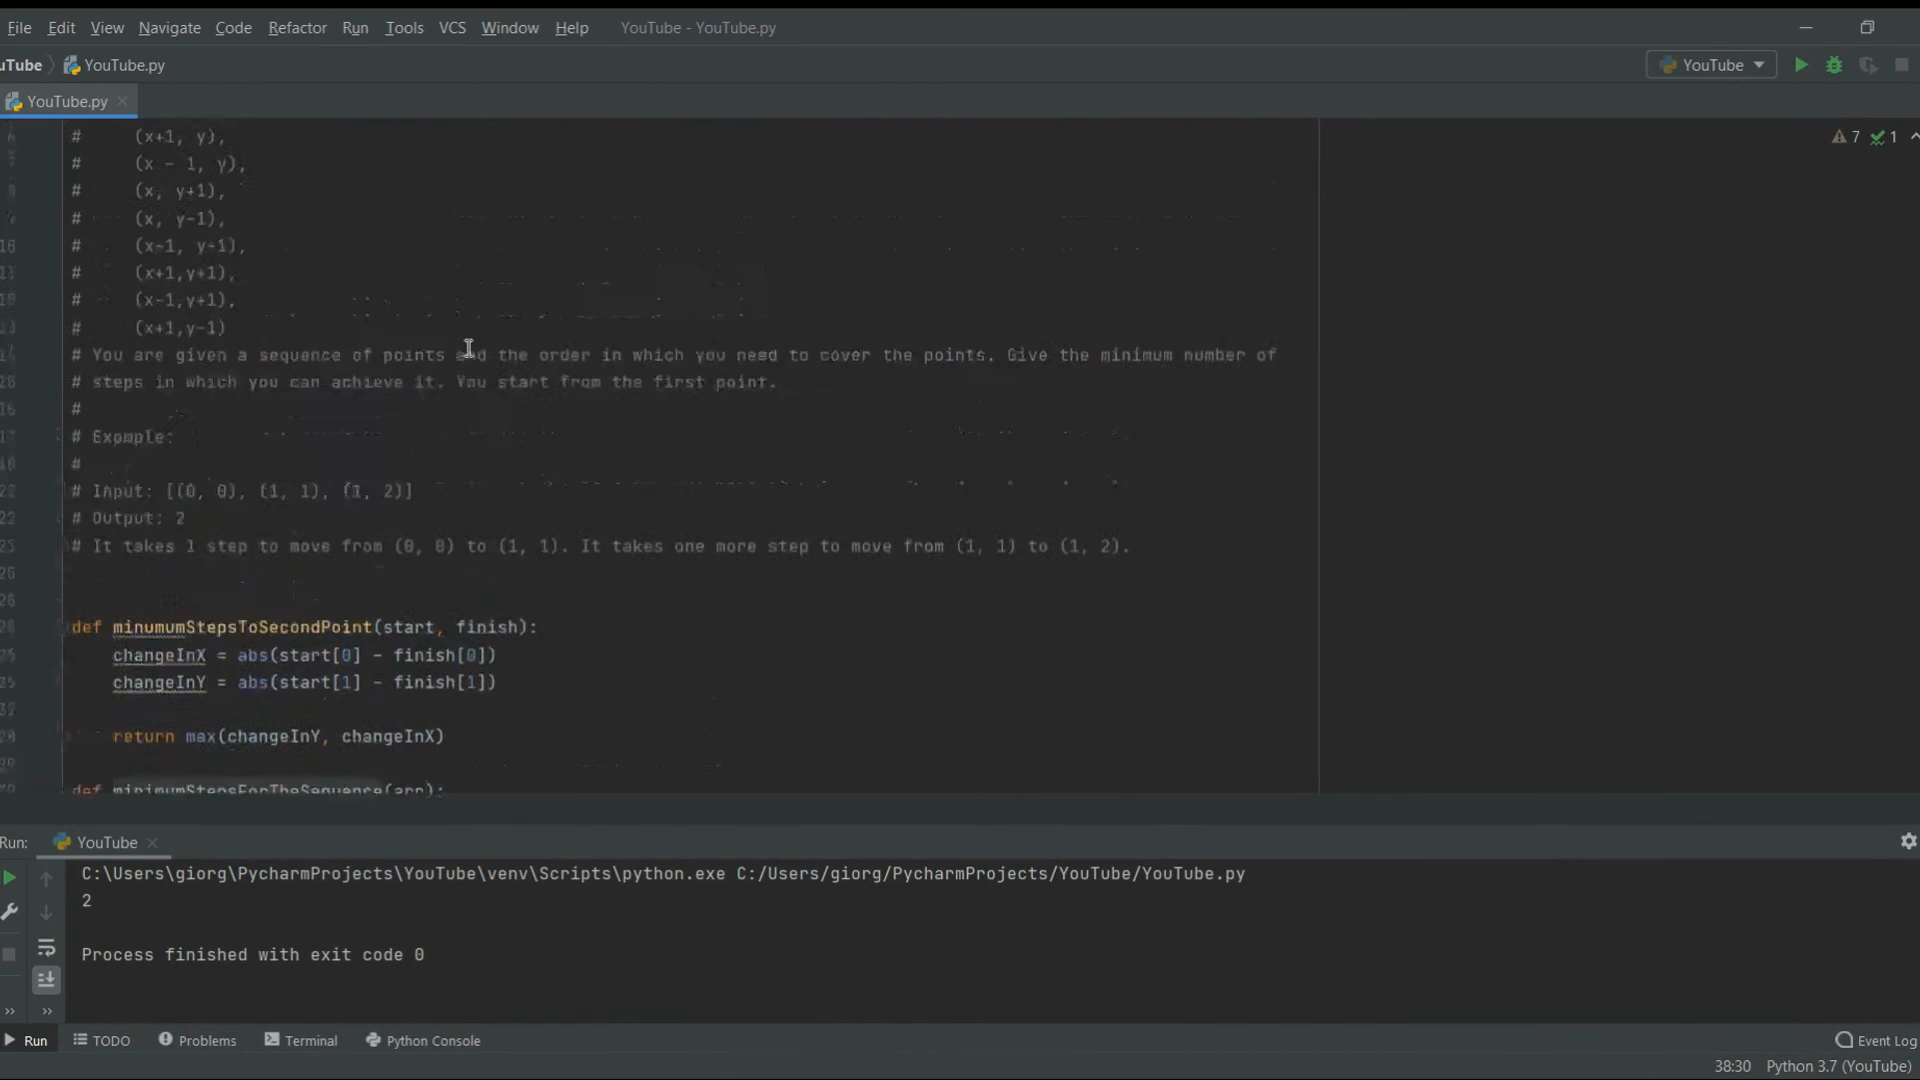 File Edit View Navigate Code Refactor Run Tools VCS Window Help YouTube - YouTube.py
uTube YouTube.py YouTube
YouTube.py
7 1
# (x+1, y),
# (x - 1, y),
# (x, y+1),
# (x, y-1),
# (x-1, y-1),
# (x+1,y+1),
# (x-1,y+1),
# (x+1,y-1)
# You are given a sequence of points and the order in which you need to cover the points. Give the minimum number of
# steps in which you can achieve it. You start from the first point.
#
# Example:
#
# Input: [(0, 0), (1, 1), (1, 2)]
# Output: 2
# It takes 1 step to move from (0, 0) to (1, 1). It takes one more step to move from (1, 1) to (1, 2).
def minumumStepsToSecondPoint(start, finish):
changeInX = abs(start[0] - finish[0])
changeInY = abs(start[1] - finish[1])
return max(changeInY, changeInX)
def minimumStepsForTheSequence(arr):
Run: YouTube
C:\Users\giorg\PycharmProjects\YouTube\venv\Scripts\python.exe C:/Users/giorg/PycharmProjects/YouTube/YouTube.py
2
Process finished with exit code 0
Run TODO Problems Terminal Python Console Event Log
38:30 Python 3.7 (YouTube)